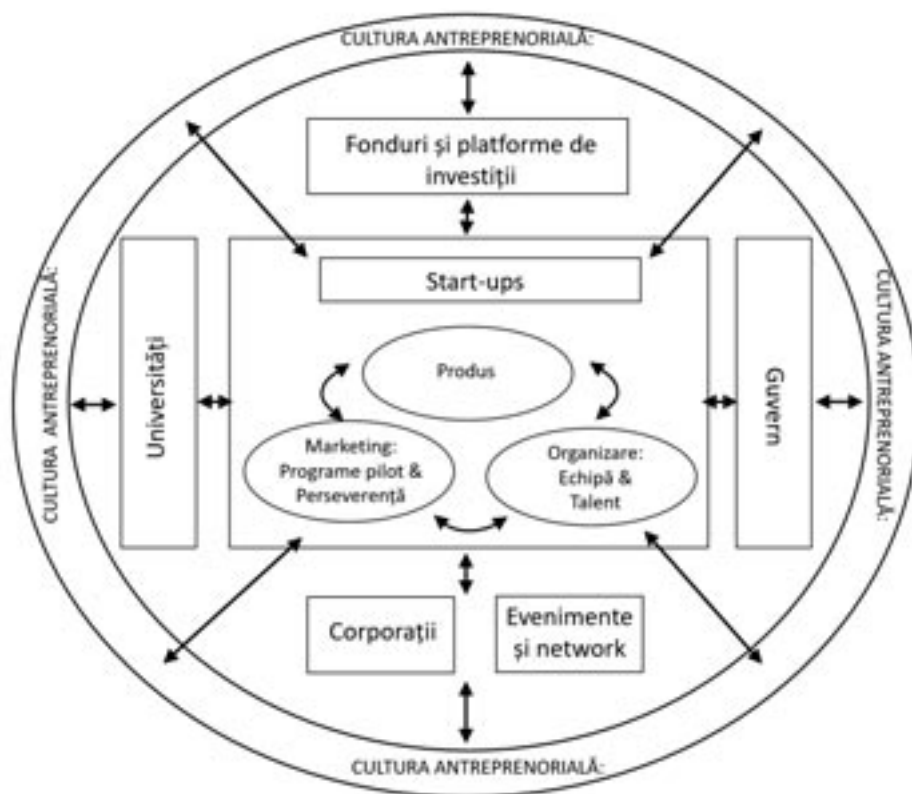 CULTURA ANTREPRENORIALĂ:
Fonduri și platforme de
investiții
CULTURA ANTREPRENORIALĂ:
Universități
Start-ups
Produs
Marketing:
Programe pilot &
Perseverență
Organizare:
Echipă &
Talent
Guvern
CULTURA ANTREPRENORIALĂ:
Corporații
Evenimente
și network
CULTURA ANTREPRENORIALĂ: